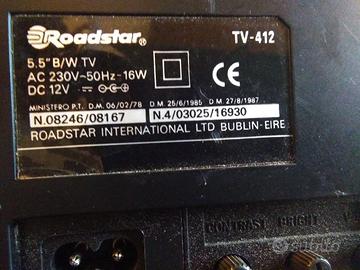 Roadstar® TV-412
5.5" B/W TV
AC 230V~50Hz-16W
DC 12V
CE
MINISTERO P.T. D.M. 06/02/78 D.M. 25/6/1985 D.M. 27/8/1987
N.08246/08167 N.4/03025/16930
ROADSTAR INTERNATIONAL LTD BUBLIN-EIRE
CONTRAST BRIGHT V
subito